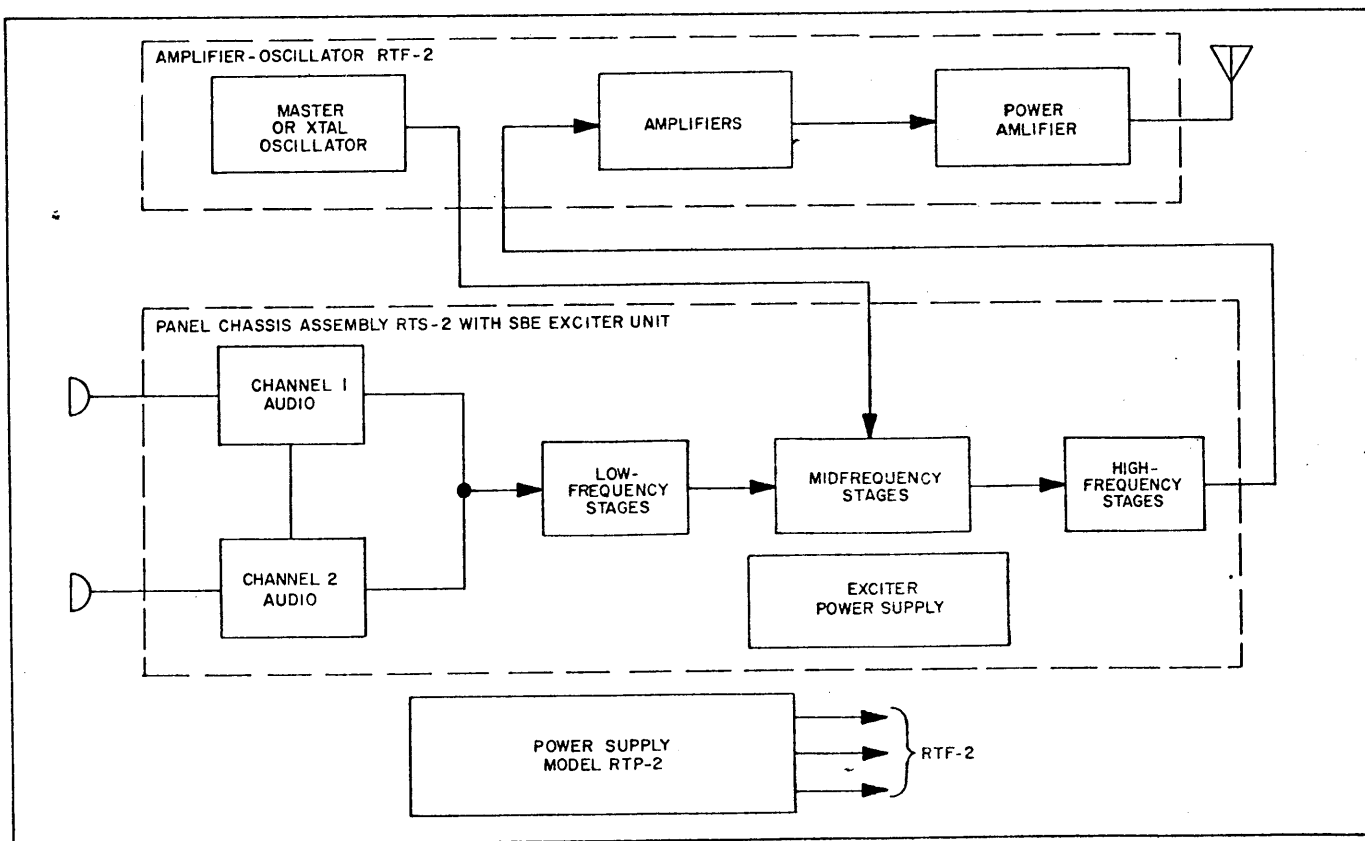 AMPLIFIER-OSCILLATOR RTF-2
MASTER
OR XTAL
OSCILLATOR
AMPLIFIERS
POWER
AMLIFIER
PANEL CHASSIS ASSEMBLY RTS-2 WITH SBE EXCITER UNIT
CHANNEL 1
AUDIO
LOW-
FREQUENCY
STAGES
MIDFREQUENCY
STAGES
HIGH-
FREQUENCY
STAGES
CHANNEL 2
AUDIO
EXCITER
POWER SUPPLY
POWER SUPPLY
MODEL RTP-2
RTF-2